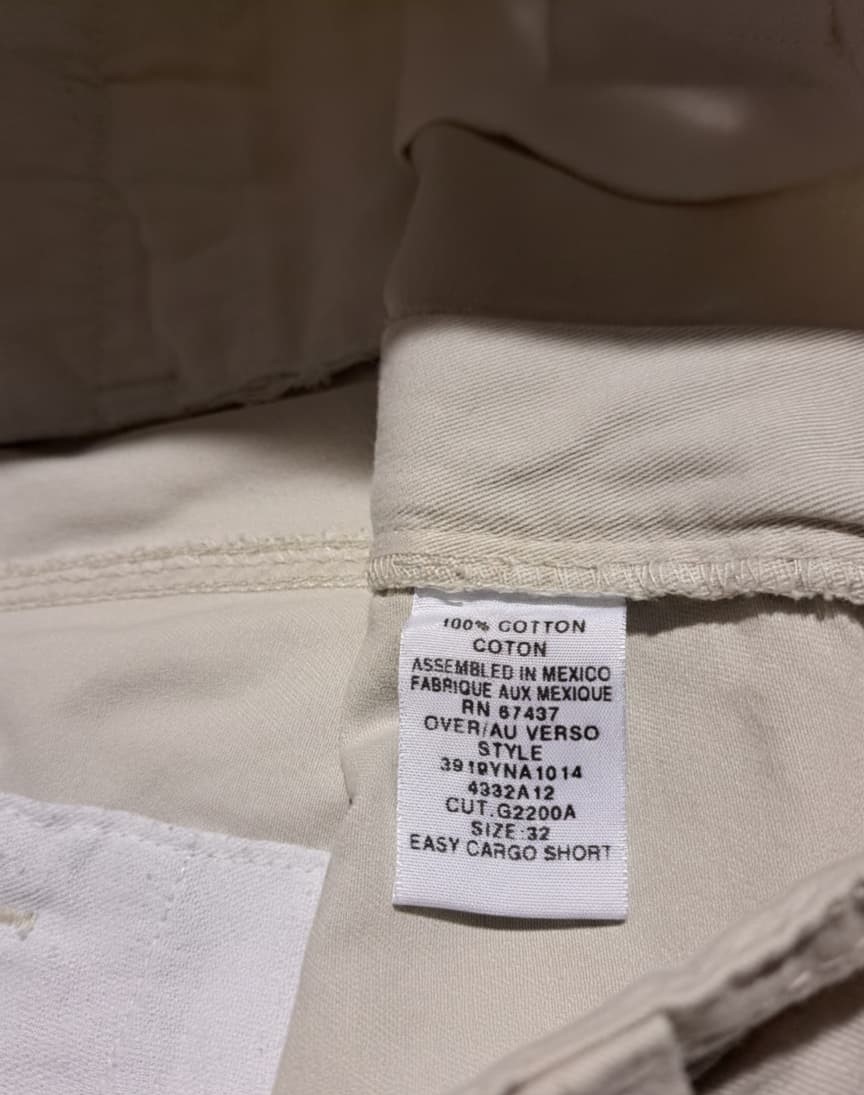 100% COTTON
COTON
ASSEMBLED IN MEXICO
FABRIQUE AUX MEXIQUE
RN 67437
OVER/AU VERSO
STYLE
3919YNA1014
4332A12
CUT.G2200A
SIZE:32
EASY CARGO SHORT